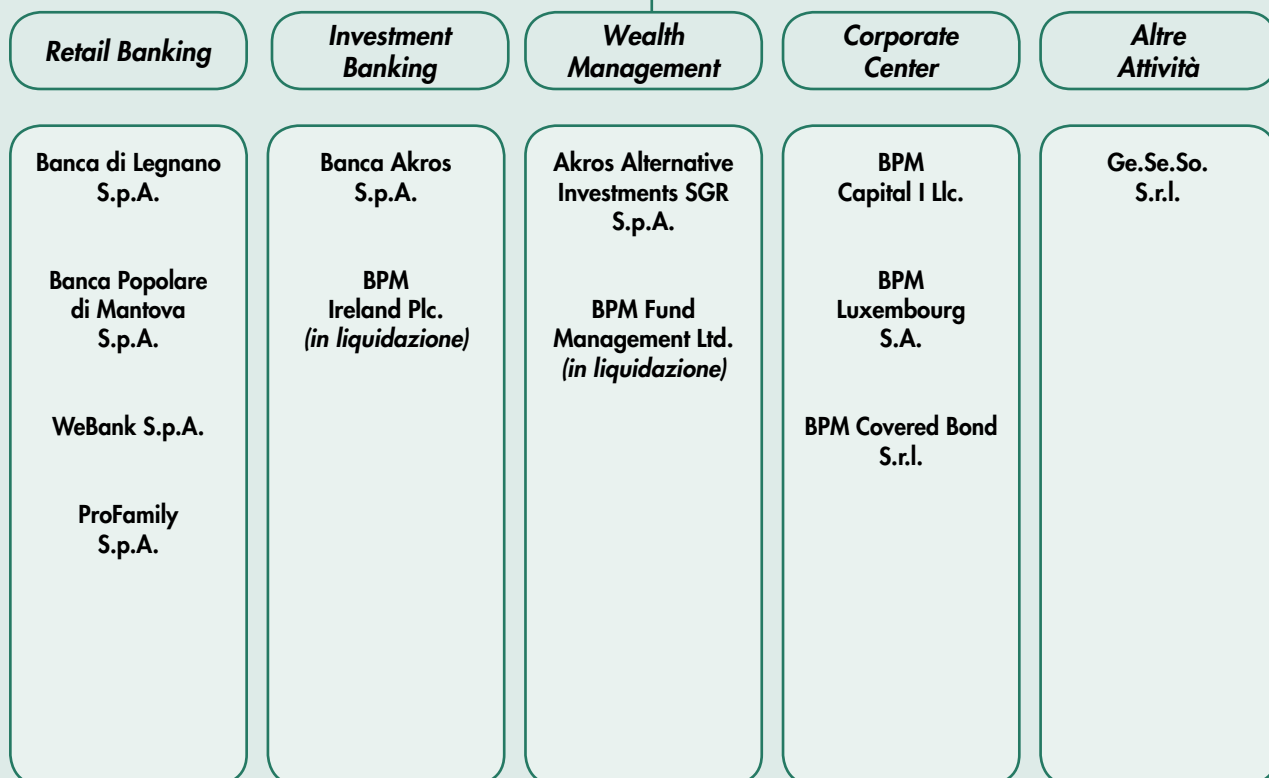 Retail Banking
Investment
Banking
Wealth
Management
Corporate
Center
Altre
Attività
Banca di Legnano
S.p.A.
Banca Popolare
di Mantova
S.p.A.
WeBank S.p.A.
ProFamily
S.p.A.
Banca Akros
S.p.A.
BPM
Ireland Plc.
(in liquidazione)
Akros Alternative
Investments SGR
S.p.A.
BPM Fund
Management Ltd.
(in liquidazione)
BPM
Capital I Llc.
BPM
Luxembourg
S.A.
BPM Covered Bond
S.r.l.
Ge.Se.So.
S.r.l.